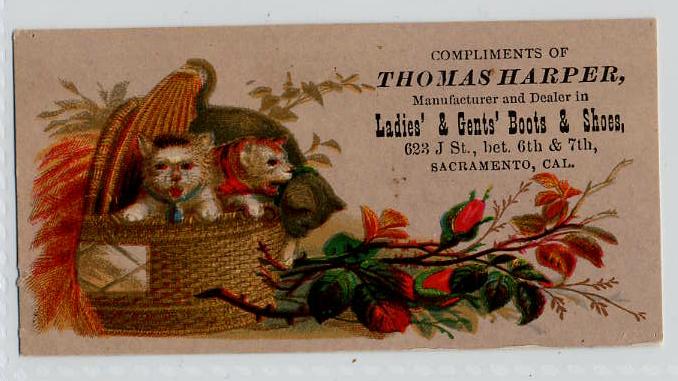 COMPLIMENTS OF
THOMAS HARPER,
Manufacturer and Dealer in
Ladies' & Gents' Boots & Shoes,
623 J St., bet. 6th & 7th,
SACRAMENTO, CAL.